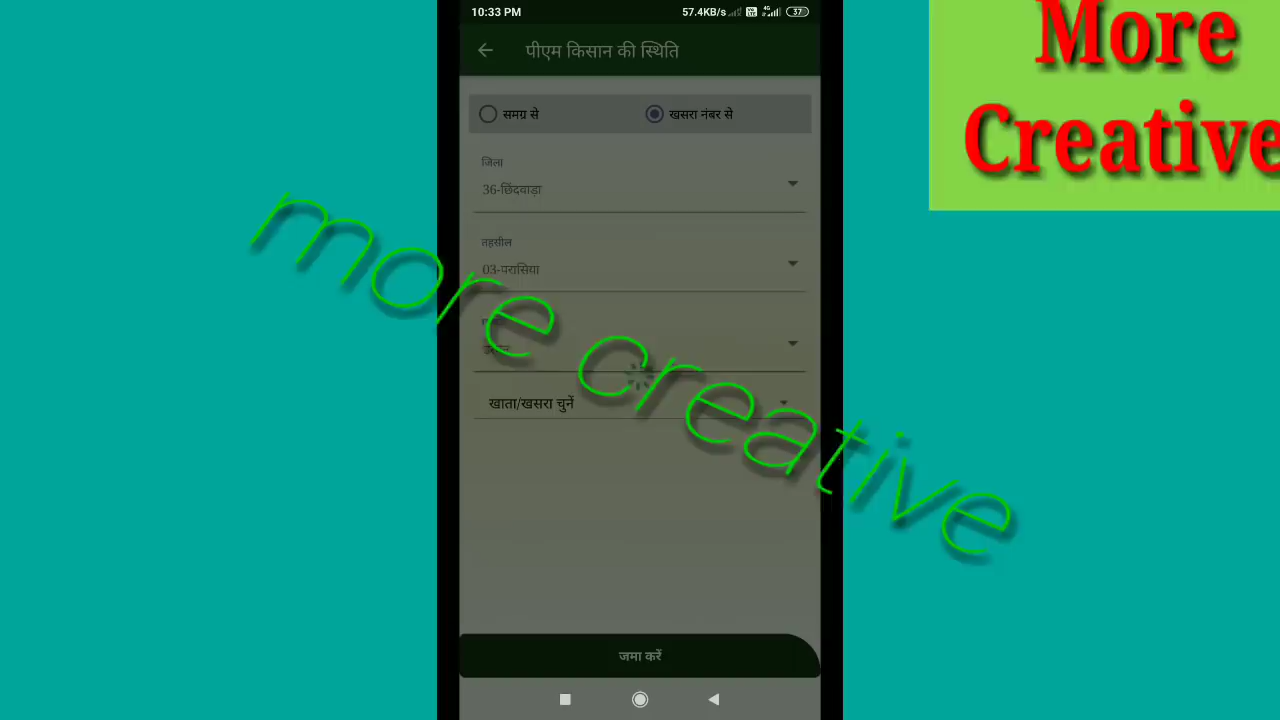 10:33 PM
57.4KB/s
4G
37
पीएम किसान की स्थिति
समग्र से
खसरा नंबर से
जिला
36-छिंदवाड़ा
तहसील
03-परासिया
खाता/खसरा चुनें
जमा करें
more creative
More
Creative